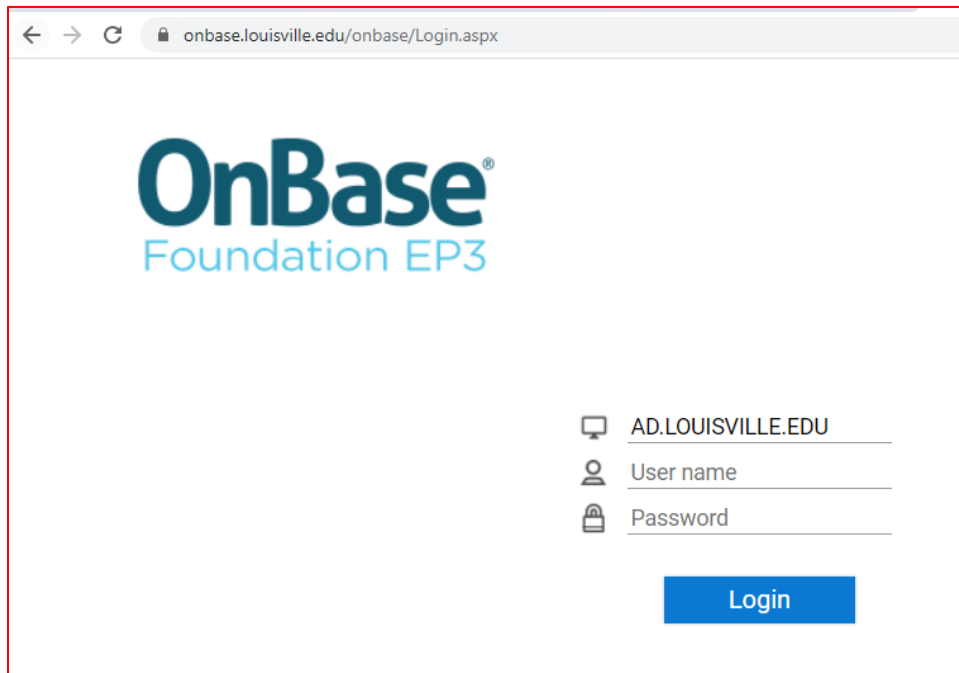 onbase.louisville.edu/onbase/Login.aspx
OnBase®
Foundation EP3
AD.LOUISVILLE.EDU
User name
Password
Login